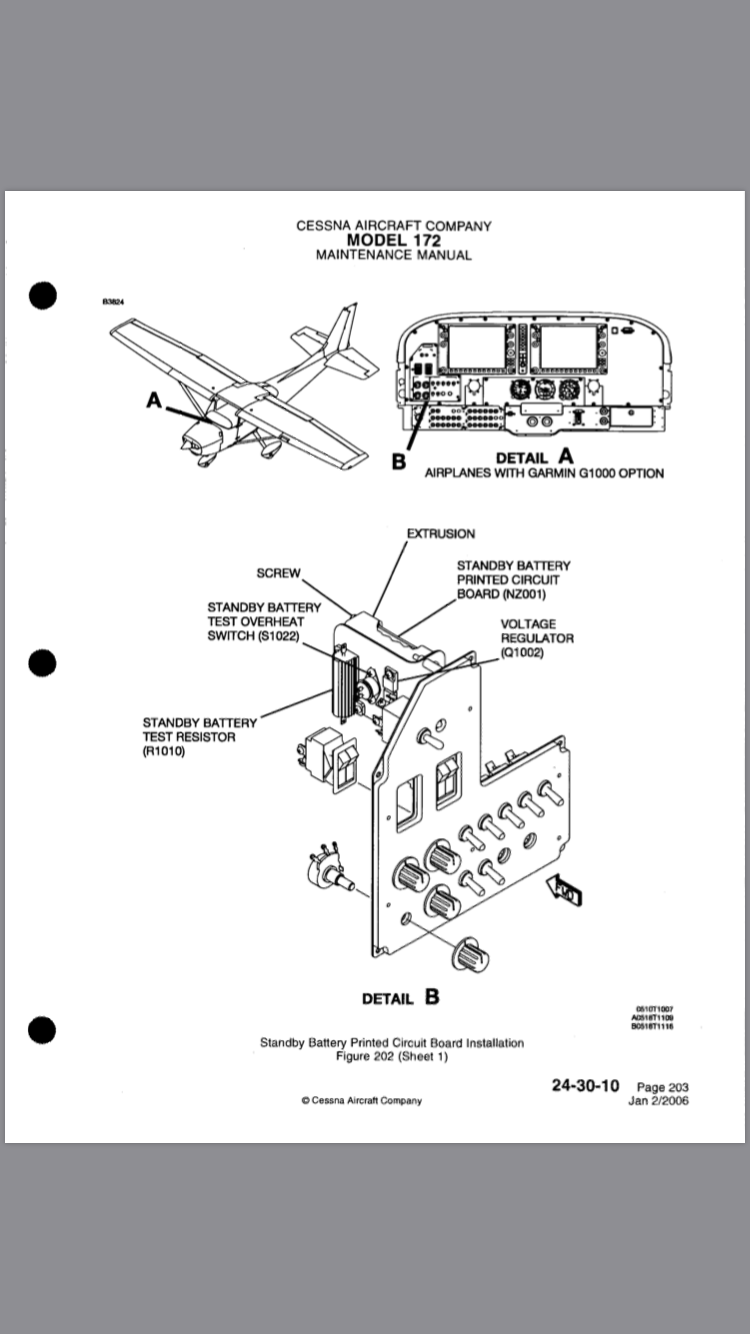 CESSNA AIRCRAFT COMPANY
MODEL 172
MAINTENANCE MANUAL
B3824
A
B
DETAIL A
AIRPLANES WITH GARMIN G1000 OPTION
EXTRUSION
SCREW
STANDBY BATTERY
PRINTED CIRCUIT
BOARD (NZ001)
STANDBY BATTERY
TEST OVERHEAT
SWITCH (S1022)
VOLTAGE
REGULATOR
(Q1002)
STANDBY BATTERY
TEST RESISTOR
(R1010)
DETAIL B
0510T1007
A0518T1109
B0518T1116
Standby Battery Printed Circuit Board Installation
Figure 202 (Sheet 1)
24-30-10 Page 203
© Cessna Aircraft Company
Jan 2/2006